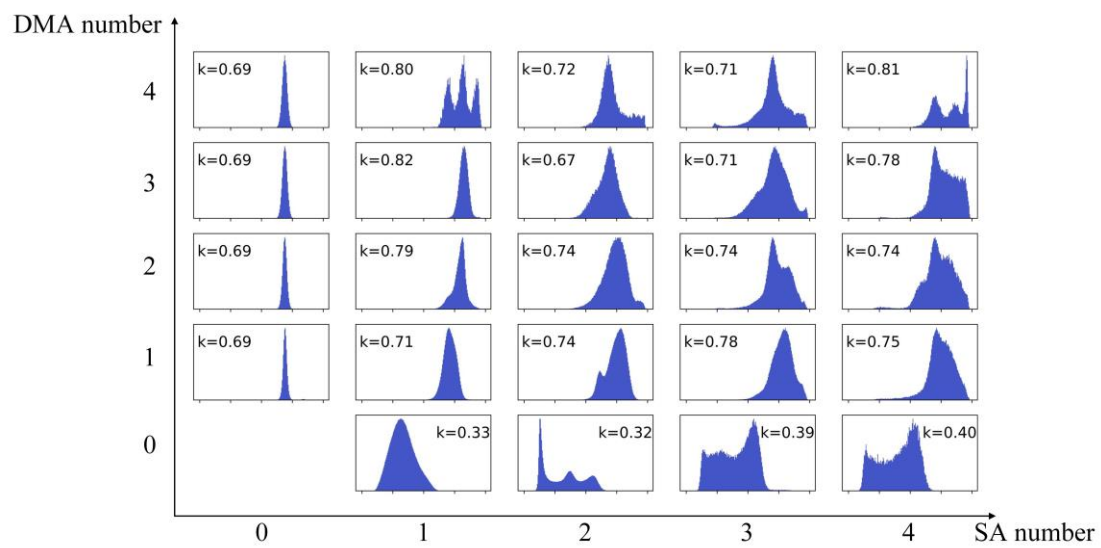 DMA number
4
k=0.69
k=0.80
k=0.72
k=0.71
k=0.81
3
k=0.69
k=0.82
k=0.67
k=0.71
k=0.78
2
k=0.69
k=0.79
k=0.74
k=0.74
k=0.74
1
k=0.69
k=0.71
k=0.74
k=0.78
k=0.75
0
k=0.33
k=0.32
k=0.39
k=0.40
0 1 2 3 4 SA number